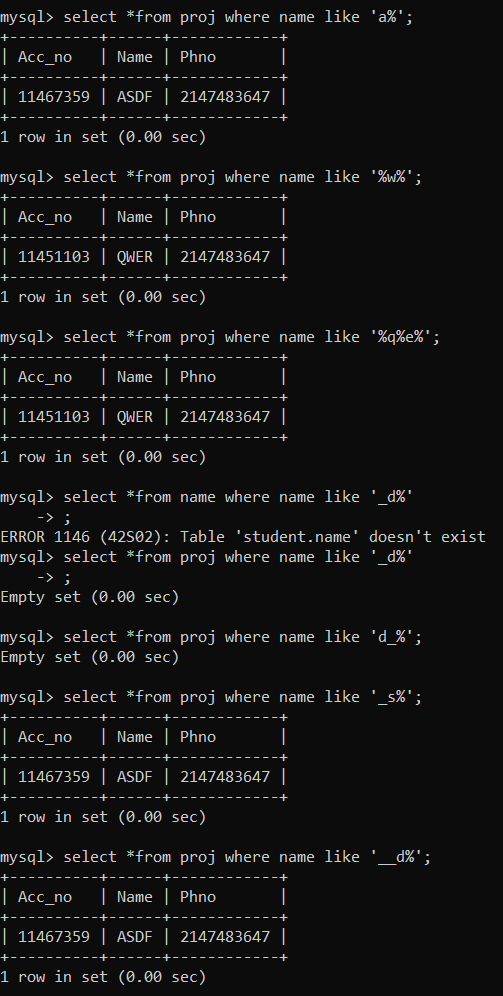 mysql> select *from proj where name like 'a%';
+----------+------+------------+
| Acc_no   | Name | Phno       |
+----------+------+------------+
| 11467359 | ASDF | 2147483647 |
+----------+------+------------+
1 row in set (0.00 sec)

mysql> select *from proj where name like '%w%';
+----------+------+------------+
| Acc_no   | Name | Phno       |
+----------+------+------------+
| 11451103 | QWER | 2147483647 |
+----------+------+------------+
1 row in set (0.00 sec)

mysql> select *from proj where name like '%q%e%';
+----------+------+------------+
| Acc_no   | Name | Phno       |
+----------+------+------------+
| 11451103 | QWER | 2147483647 |
+----------+------+------------+
1 row in set (0.00 sec)

mysql> select *from name where name like '_d%'
    -> ;
ERROR 1146 (42S02): Table 'student.name' doesn't exist
mysql> select *from proj where name like '_d%'
    -> ;
Empty set (0.00 sec)

mysql> select *from proj where name like 'd_%';
Empty set (0.00 sec)

mysql> select *from proj where name like '_s%';
+----------+------+------------+
| Acc_no   | Name | Phno       |
+----------+------+------------+
| 11467359 | ASDF | 2147483647 |
+----------+------+------------+
1 row in set (0.00 sec)

mysql> select *from proj where name like '__d%';
+----------+------+------------+
| Acc_no   | Name | Phno       |
+----------+------+------------+
| 11467359 | ASDF | 2147483647 |
+----------+------+------------+
1 row in set (0.00 sec)